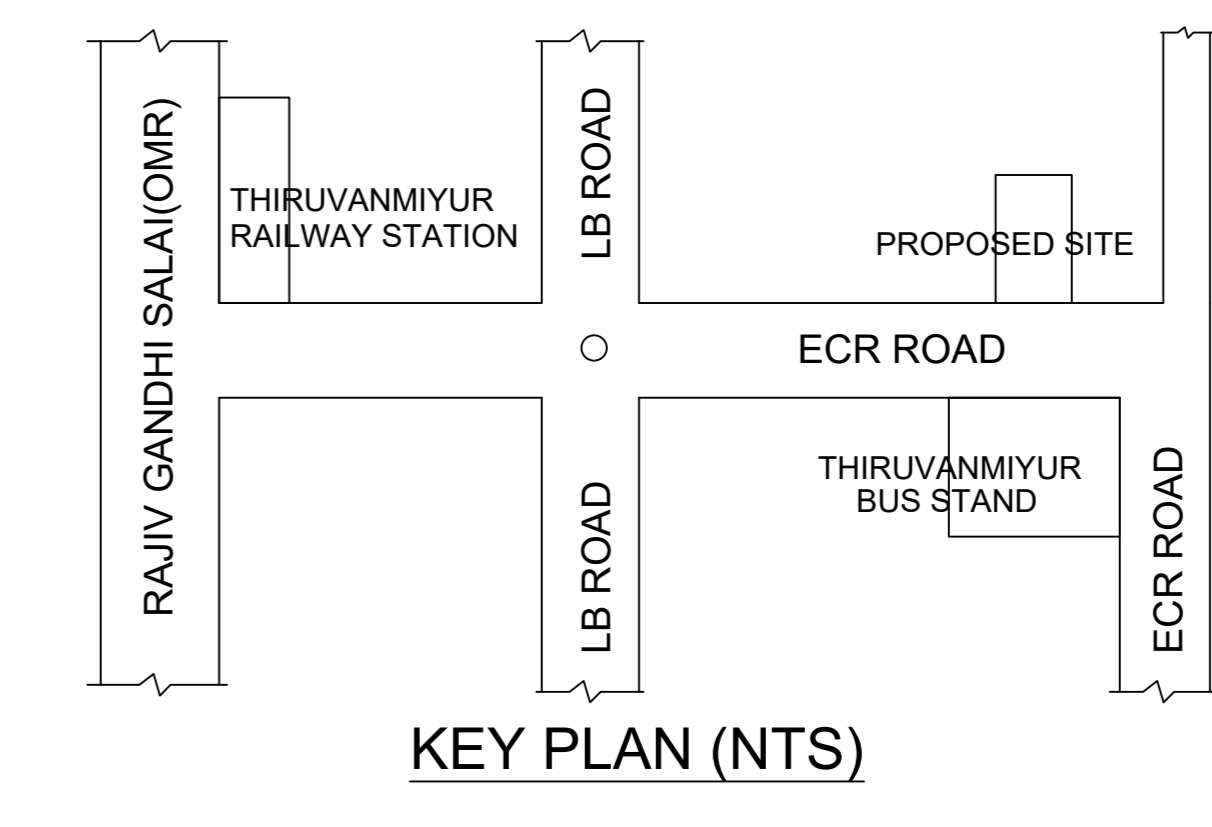 RAJIV GANDHI SALAI(OMR)
THIRUVANMIYUR
RAILWAY STATION
LB ROAD
PROPOSED SITE
ECR ROAD
THIRUVANMIYUR
BUS STAND
LB ROAD
ECR ROAD
KEY PLAN (NTS)